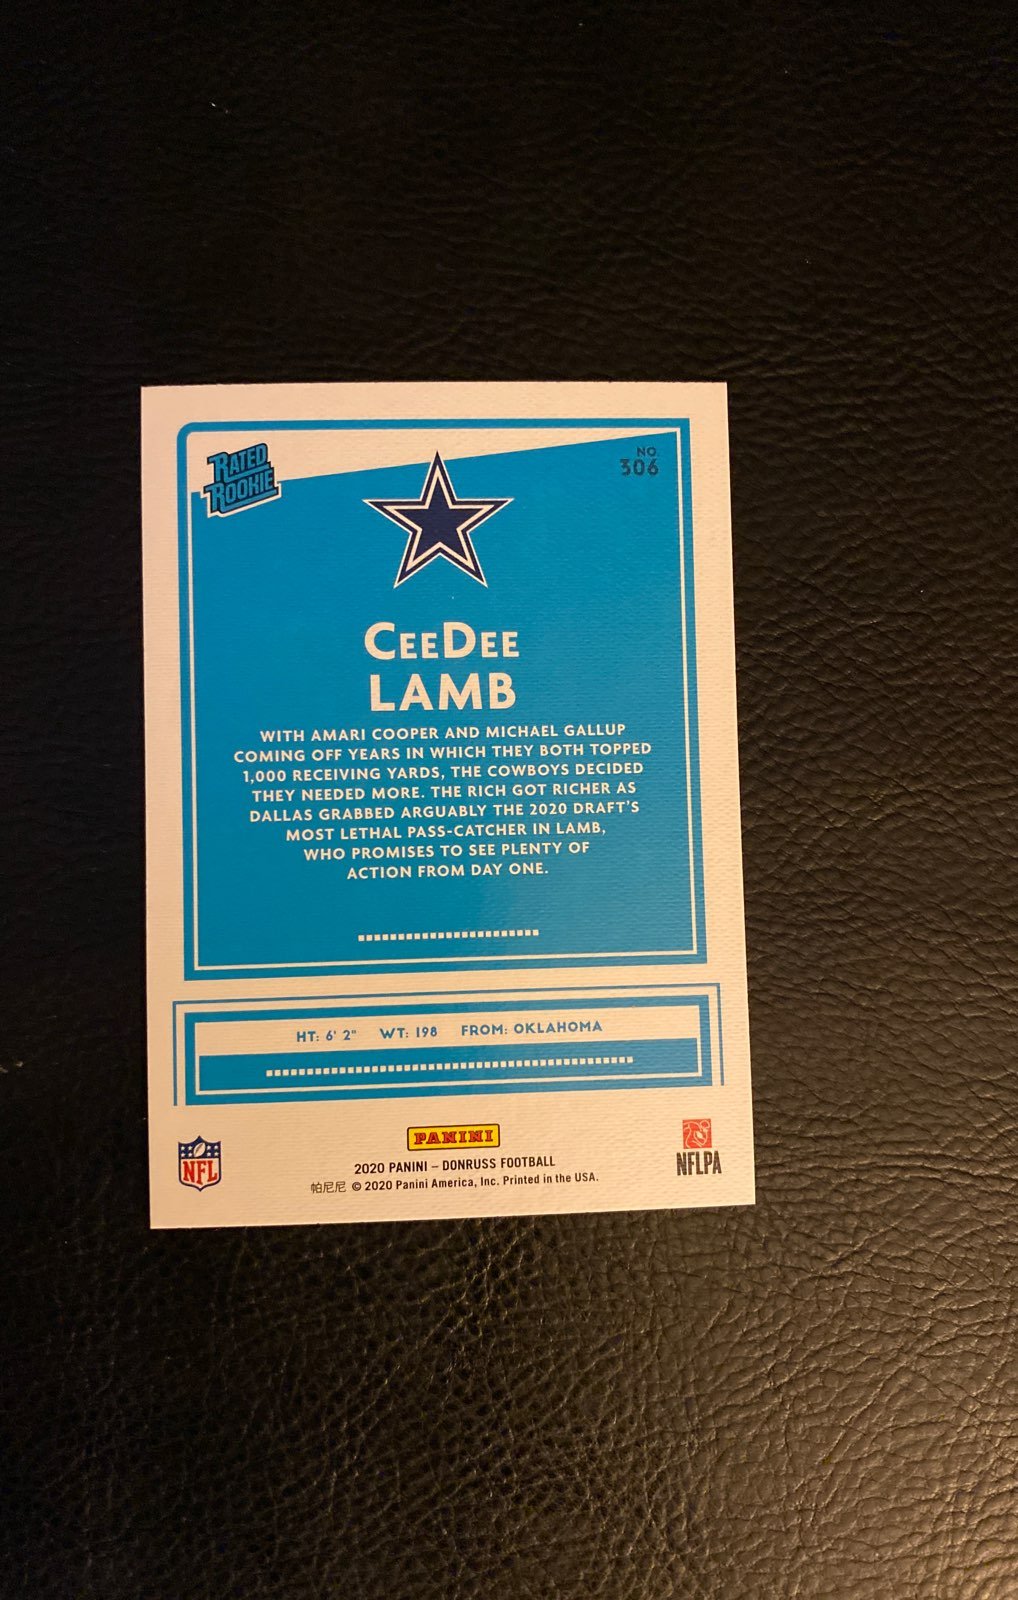 RATED
ROOKIE
NO.
306
CEEDEE
LAMB
WITH AMARI COOPER AND MICHAEL GALLUP
COMING OFF YEARS IN WHICH THEY BOTH TOPPED
1,000 RECEIVING YARDS, THE COWBOYS DECIDED
THEY NEEDED MORE. THE RICH GOT RICHER AS
DALLAS GRABBED ARGUABLY THE 2020 DRAFT'S
MOST LETHAL PASS-CATCHER IN LAMB,
WHO PROMISES TO SEE PLENTY OF
ACTION FROM DAY ONE.
HT: 6' 2" WT: 198 FROM: OKLAHOMA
NFL
PANINI
2020 PANINI – DONRUSS FOOTBALL
帕尼尼 © 2020 Panini America, Inc. Printed in the USA.
NFLPA